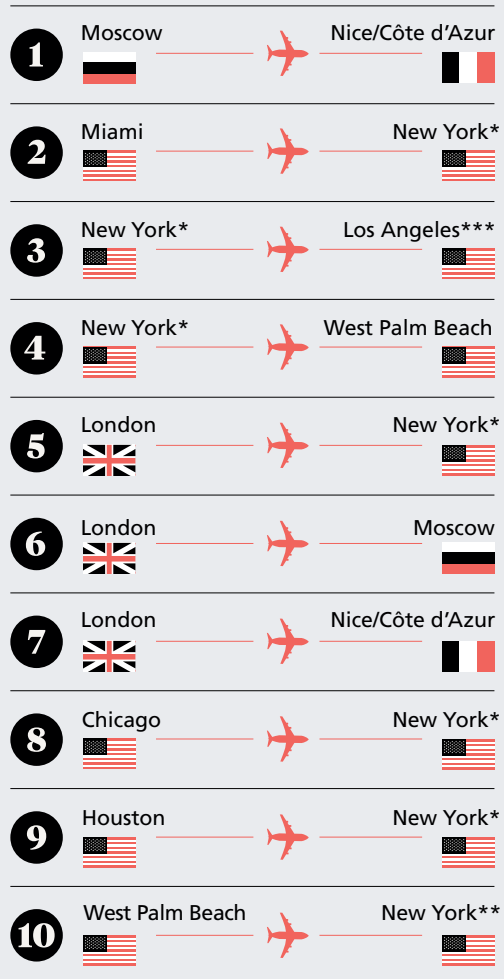 1 Moscow Nice/Côte d’Azur
2 Miami New York*
3 New York* Los Angeles***
4 New York* West Palm Beach
5 London New York*
6 London Moscow
7 London Nice/Côte d’Azur
8 Chicago New York*
9 Houston New York*
10 West Palm Beach New York**